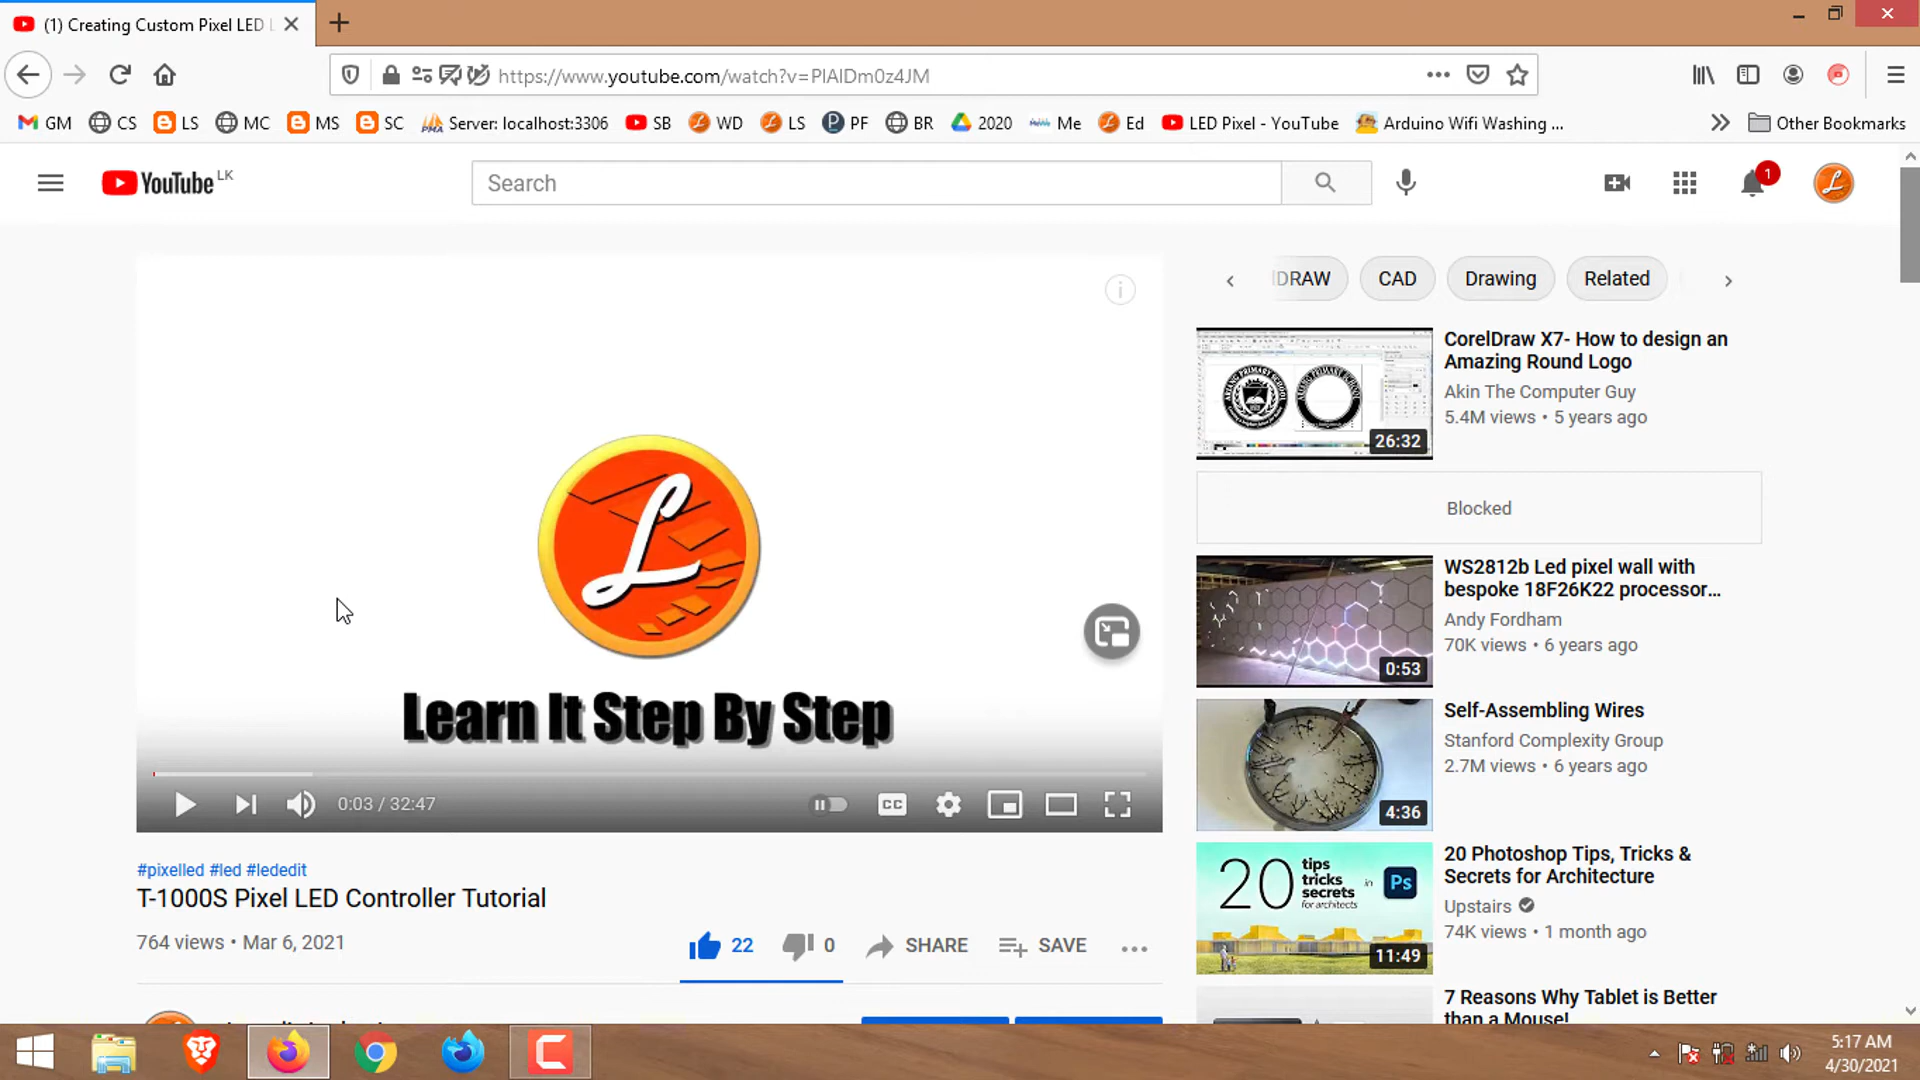 (1) Creating Custom Pixel LED L
https://www.youtube.com/watch?v=PlAlDm0z4JM
GM CS LS MC MS SC Server: localhost:3306 SB WD LS PF BR 2020 Me Ed LED Pixel - YouTube Arduino Wifi Washing ... Other Bookmarks
YouTube LK
Search
1
DRAW CAD Drawing Related
Learn It Step By Step
0:03 / 32:47
CC
#pixelled #led #lededit
T-1000S Pixel LED Controller Tutorial
764 views • Mar 6, 2021
22 0 SHARE SAVE
CorelDraw X7- How to design an
Amazing Round Logo
Akin The Computer Guy
5.4M views • 5 years ago
26:32
Blocked
WS2812b Led pixel wall with
bespoke 18F26K22 processor...
Andy Fordham
70K views • 6 years ago
0:53
Self-Assembling Wires
Stanford Complexity Group
2.7M views • 6 years ago
4:36
20 tips tricks secrets in Ps
for architects
20 Photoshop Tips, Tricks &
Secrets for Architecture
Upstairs
74K views • 1 month ago
11:49
7 Reasons Why Tablet is Better
than a Mouse!
5:17 AM
4/30/2021